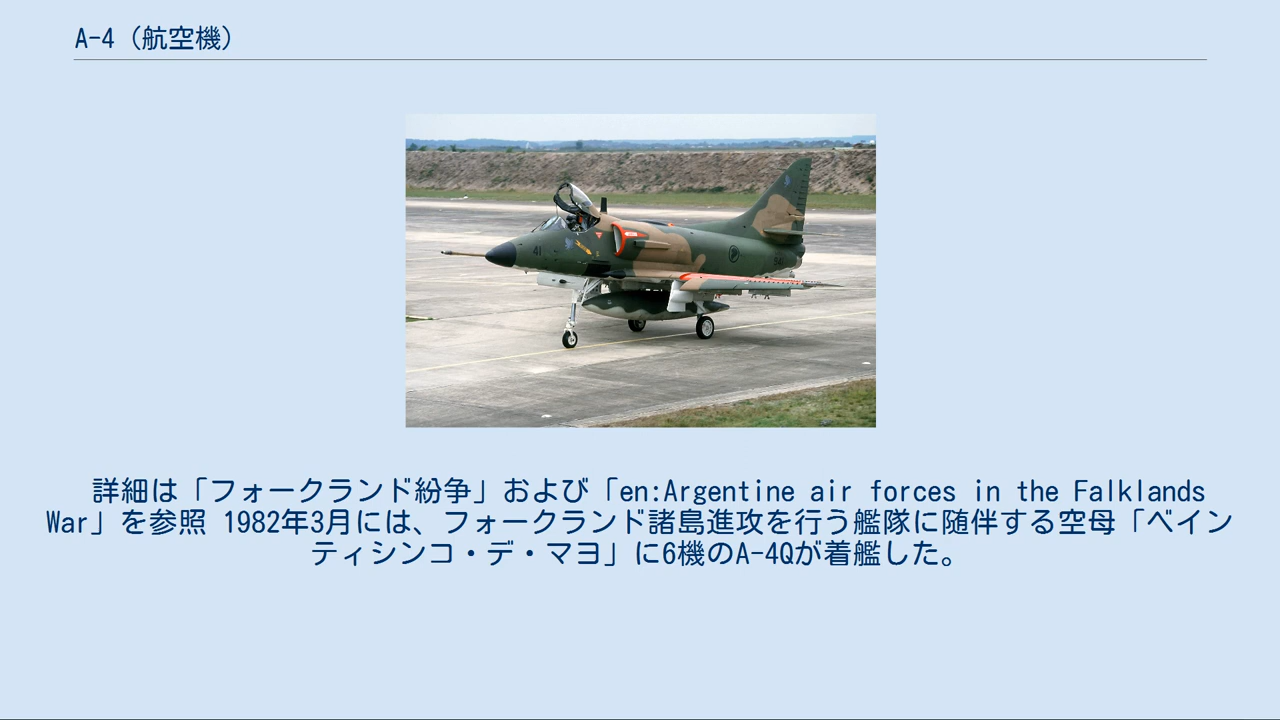 A-4（航空機）
41
詳細は「フォークランド紛争」および「en:Argentine air forces in the Falklands
War」を参照 1982年3月には、フォークランド諸島進攻を行う艦隊に随伴する空母「ベイン
ティシンコ・デ・マヨ」に6機のA-4Qが着艦した。